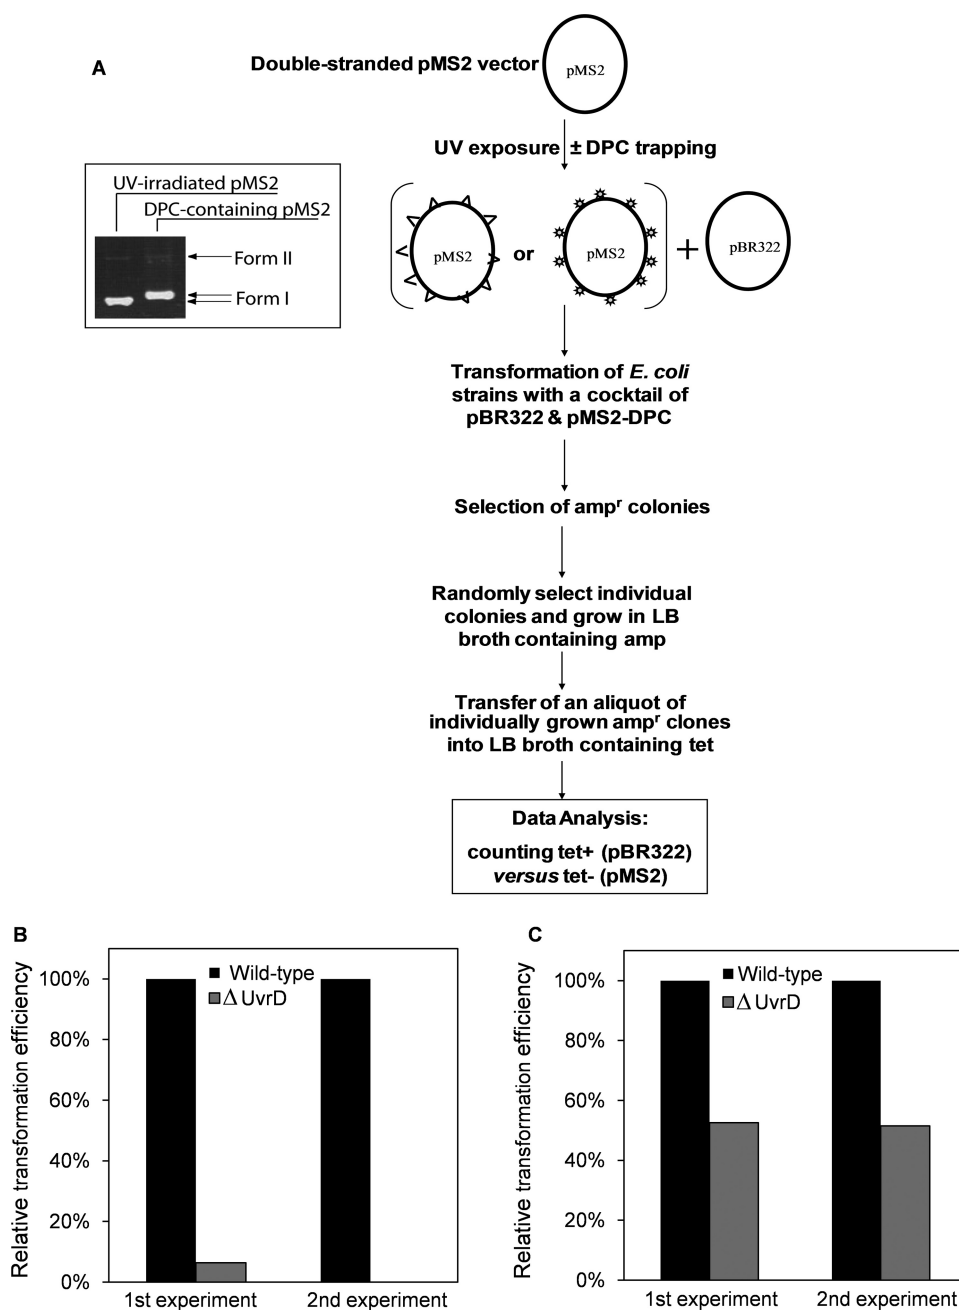 A
Double-stranded pMS2 vector
pMS2
UV exposure ± DPC trapping
UV-irradiated pMS2
DPC-containing pMS2
Form II
Form I
pMS2
or
pMS2
+
pBR322
Transformation of E. coli
strains with a cocktail of
pBR322 & pMS2-DPC
Selection of ampʳ colonies
Randomly select individual
colonies and grow in LB
broth containing amp
Transfer of an aliquot of
individually grown ampʳ clones
into LB broth containing tet
Data Analysis:
counting tet+ (pBR322)
versus tet- (pMS2)
B
Relative transformation efficiency
100%
80%
60%
40%
20%
0%
Wild-type
Δ UvrD
1st experiment
2nd experiment
C
Relative transformation efficiency
100%
80%
60%
40%
20%
0%
Wild-type
Δ UvrD
1st experiment
2nd experiment